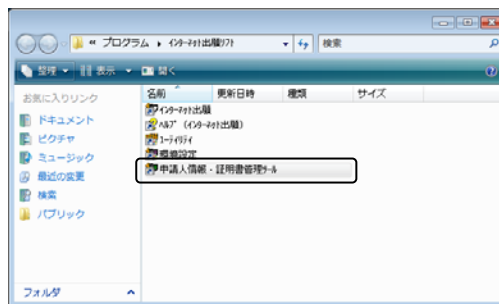 « プログラム ▸ ｲﾝﾀｰﾈｯﾄ出願ｿﾌﾄ
検索
整理 表示 開く
お気に入りリンク
ドキュメント
ピクチャ
ミュージック
最近の変更
検索
パブリック
フォルダ
名前 更新日時 種類 サイズ
ｲﾝﾀｰﾈｯﾄ出願
ﾍﾙﾌﾟ (ｲﾝﾀｰﾈｯﾄ出願)
ﾕｰﾃｨﾘﾃｨ
環境設定
申請人情報・証明書管理ﾂｰﾙ